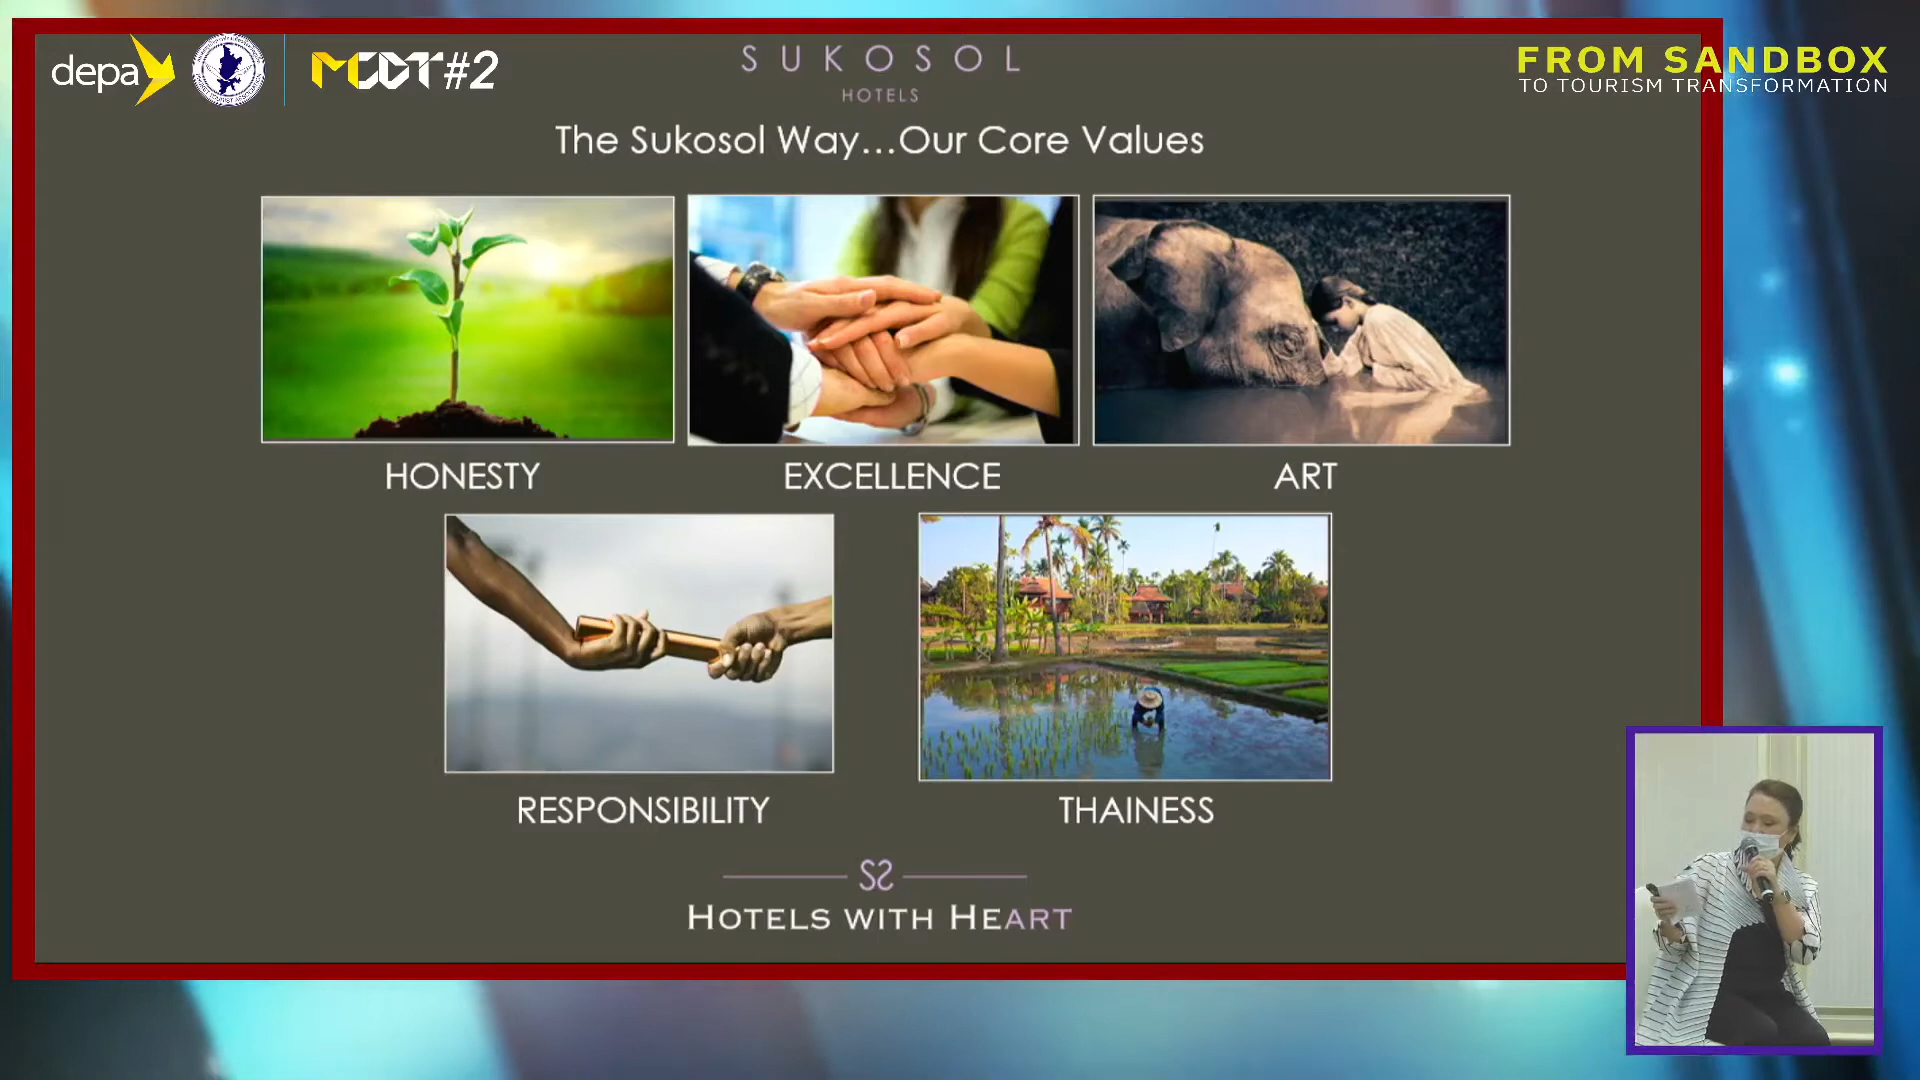 depa
MCDT#2
SUKOSOL
HOTELS
FROM SANDBOX
TO TOURISM TRANSFORMATION
The Sukosol Way...Our Core Values
HONESTY
EXCELLENCE
ART
RESPONSIBILITY
THAINESS
HOTELS WITH HEART